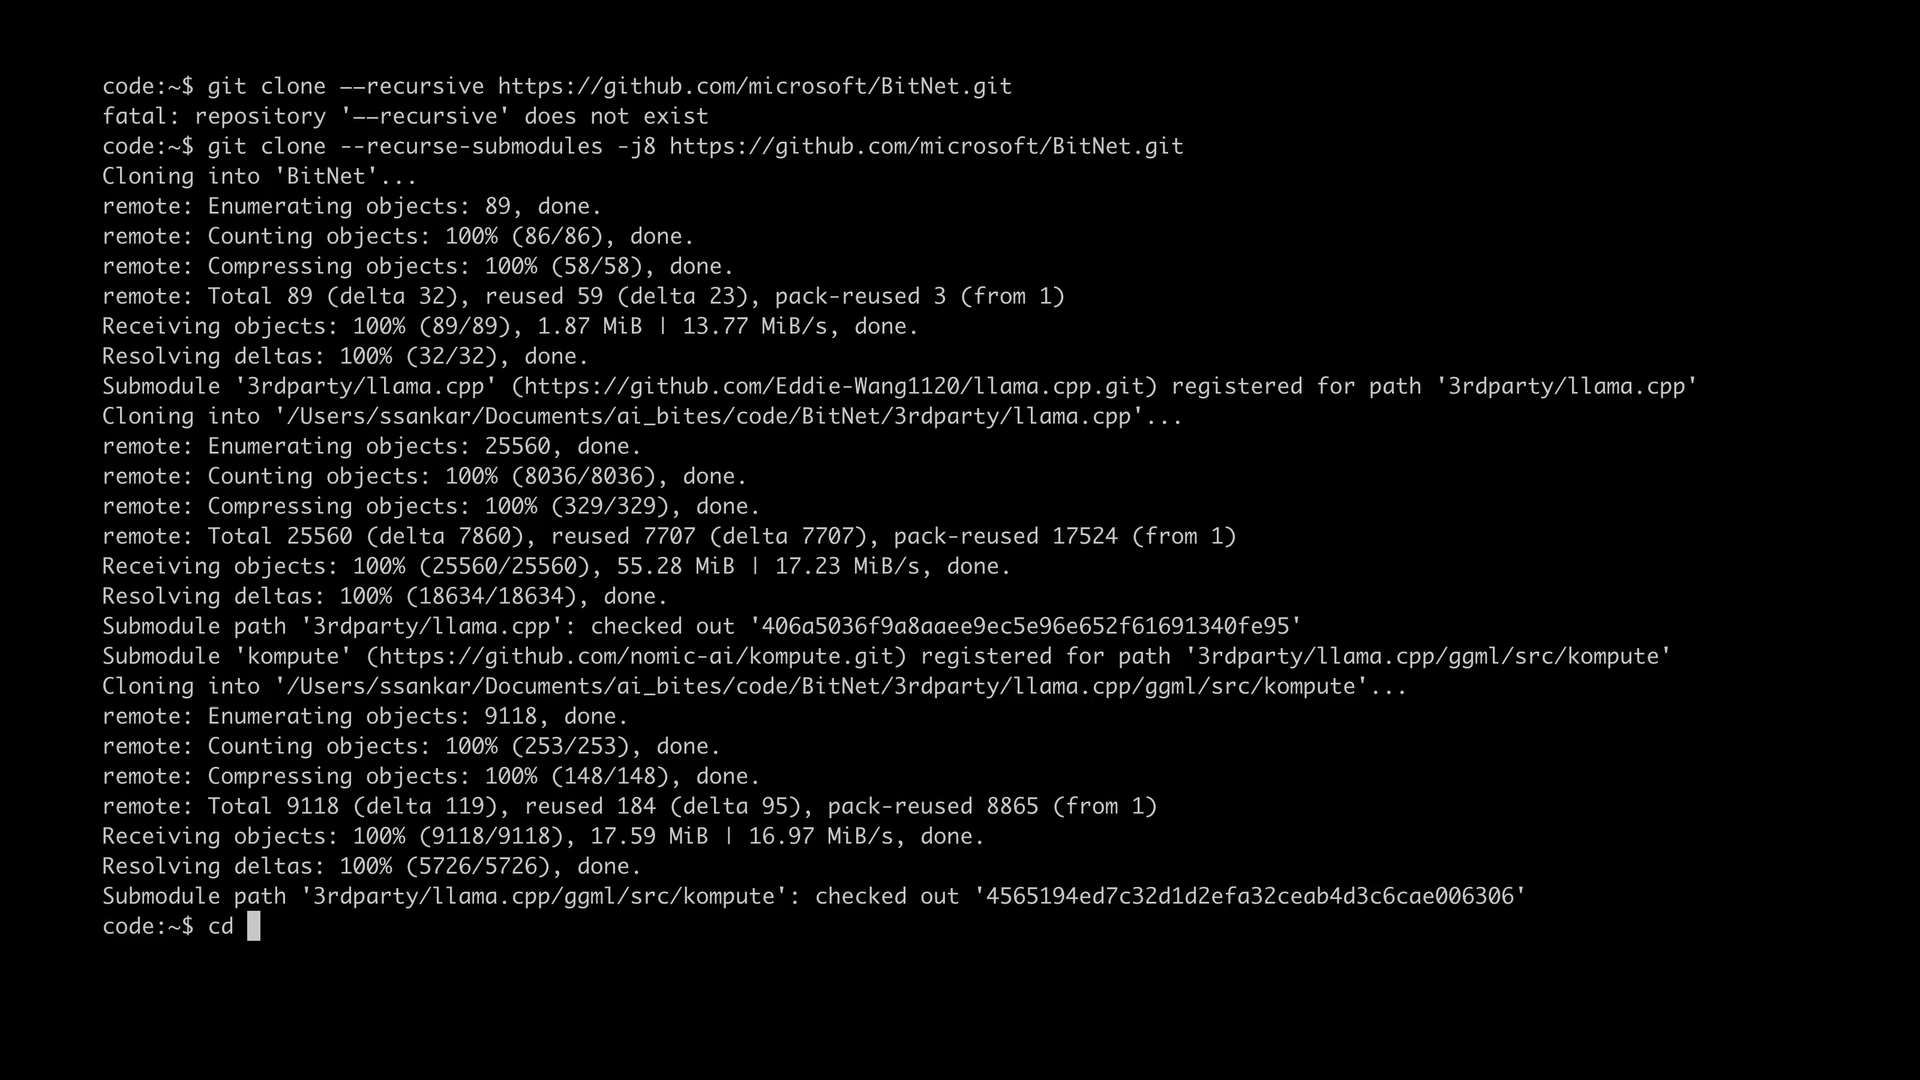 code:~$ git clone ——recursive https://github.com/microsoft/BitNet.git
fatal: repository '——recursive' does not exist
code:~$ git clone --recurse-submodules -j8 https://github.com/microsoft/BitNet.git
Cloning into 'BitNet'...
remote: Enumerating objects: 89, done.
remote: Counting objects: 100% (86/86), done.
remote: Compressing objects: 100% (58/58), done.
remote: Total 89 (delta 32), reused 59 (delta 23), pack-reused 3 (from 1)
Receiving objects: 100% (89/89), 1.87 MiB | 13.77 MiB/s, done.
Resolving deltas: 100% (32/32), done.
Submodule '3rdparty/llama.cpp' (https://github.com/Eddie-Wang1120/llama.cpp.git) registered for path '3rdparty/llama.cpp'
Cloning into '/Users/ssankar/Documents/ai_bites/code/BitNet/3rdparty/llama.cpp'...
remote: Enumerating objects: 25560, done.
remote: Counting objects: 100% (8036/8036), done.
remote: Compressing objects: 100% (329/329), done.
remote: Total 25560 (delta 7860), reused 7707 (delta 7707), pack-reused 17524 (from 1)
Receiving objects: 100% (25560/25560), 55.28 MiB | 17.23 MiB/s, done.
Resolving deltas: 100% (18634/18634), done.
Submodule path '3rdparty/llama.cpp': checked out '406a5036f9a8aaee9ec5e96e652f61691340fe95'
Submodule 'kompute' (https://github.com/nomic-ai/kompute.git) registered for path '3rdparty/llama.cpp/ggml/src/kompute'
Cloning into '/Users/ssankar/Documents/ai_bites/code/BitNet/3rdparty/llama.cpp/ggml/src/kompute'...
remote: Enumerating objects: 9118, done.
remote: Counting objects: 100% (253/253), done.
remote: Compressing objects: 100% (148/148), done.
remote: Total 9118 (delta 119), reused 184 (delta 95), pack-reused 8865 (from 1)
Receiving objects: 100% (9118/9118), 17.59 MiB | 16.97 MiB/s, done.
Resolving deltas: 100% (5726/5726), done.
Submodule path '3rdparty/llama.cpp/ggml/src/kompute': checked out '4565194ed7c32d1d2efa32ceab4d3c6cae006306'
code:~$ cd